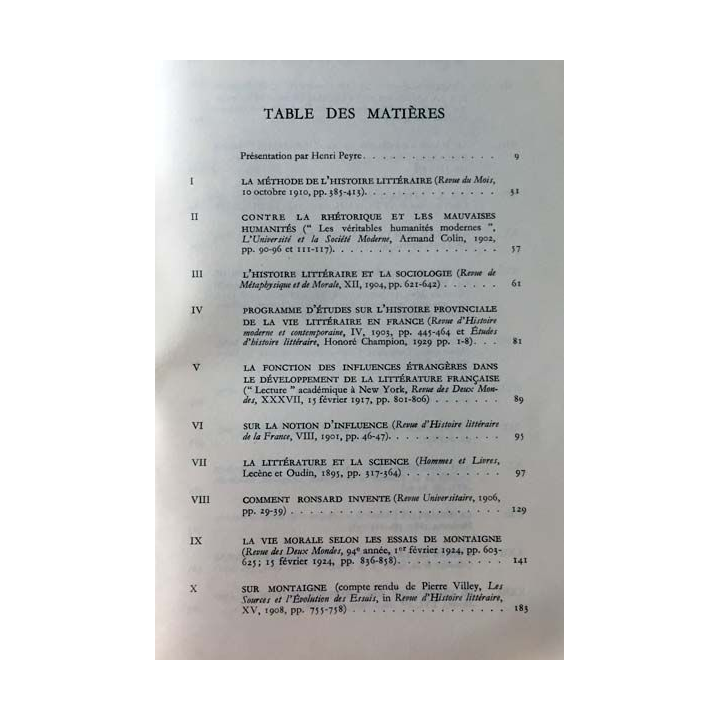 TABLE DES MATIÈRES
Présentation par Henri Peyre . . . . . . . . . . . . . . 9
I LA MÉTHODE DE L'HISTOIRE LITTÉRAIRE (Revue du Mois,
10 octobre 1910, pp. 385-413). . . . . . . . . . . . . 31
II CONTRE LA RHÉTORIQUE ET LES MAUVAISES
HUMANITÉS (“ Les véritables humanités modernes ”,
L'Université et la Société Moderne, Armand Colin, 1902,
pp. 90-96 et 111-117). . . . . . . . . . . . . . . . 57
III L'HISTOIRE LITTÉRAIRE ET LA SOCIOLOGIE (Revue de
Métaphysique et de Morale, XII, 1904, pp. 621-642) . . . . . . 61
IV PROGRAMME D'ÉTUDES SUR L'HISTOIRE PROVINCIALE
DE LA VIE LITTÉRAIRE EN FRANCE (Revue d'Histoire
moderne et contemporaine, IV, 1903, pp. 445-464 et Études
d'histoire littéraire, Honoré Champion, 1929 pp. 1-8). . . 81
V LA FONCTION DES INFLUENCES ÉTRANGÈRES DANS
LE DÉVELOPPEMENT DE LA LITTÉRATURE FRANÇAISE
(“ Lecture ” académique à New York, Revue des Deux Mon-
des, XXXVII, 15 février 1917, pp. 801-806) . . . . . . . 89
VI SUR LA NOTION D'INFLUENCE (Revue d'Histoire littéraire
de la France, VIII, 1901, pp. 46-47). . . . . . . . . . . 95
VII LA LITTÉRATURE ET LA SCIENCE (Hommes et Livres,
Lecène et Oudin, 1895, pp. 317-364) . . . . . . . . . . 97
VIII COMMENT RONSARD INVENTE (Revue Universitaire, 1906,
pp. 29-39) . . . . . . . . . . . . . . . . . . 129
IX LA VIE MORALE SELON LES ESSAIS DE MONTAIGNE
(Revue des Deux Mondes, 94e année, 1er février 1924, pp. 603-
625 ; 15 février 1924, pp. 836-858). . . . . . . . . . . 141
X SUR MONTAIGNE (compte rendu de Pierre Villey, Les
Sources et l'Évolution des Essais, in Revue d'Histoire littéraire,
XV, 1908, pp. 755-758) . . . . . . . . . . . . . . 183